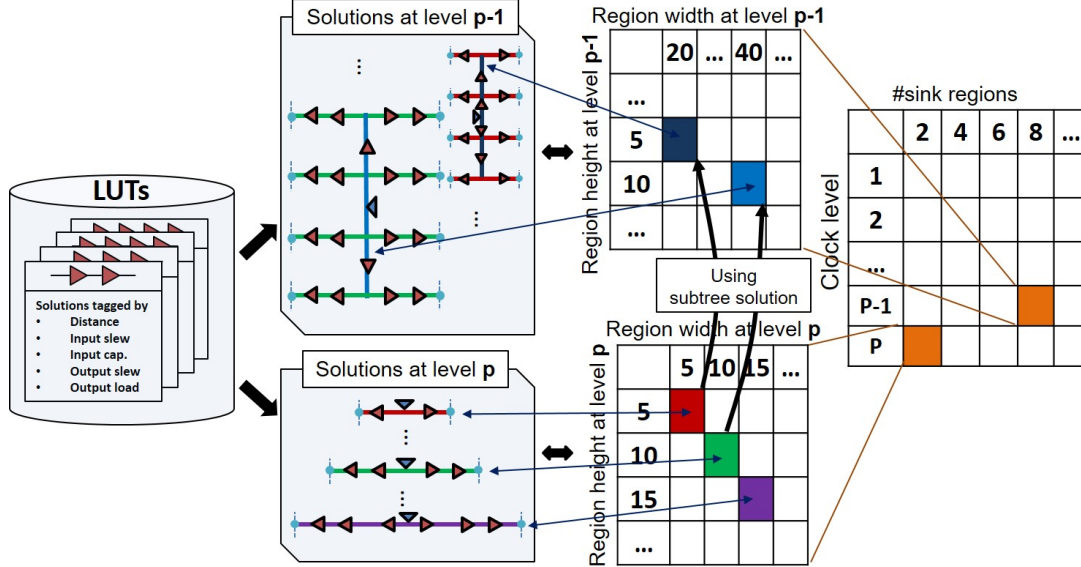 LUTs
Solutions tagged by
• Distance
• Input slew
• Input cap.
• Output slew
• Output load
Solutions at level p-1
...
...
Solutions at level p
...
...
Region width at level p-1
Region height at level p-1
20 ... 40 ...
...
5
10
...
Using
subtree solution
Region width at level p
Region height at level p
5 10 15 ...
5
10
15
...
#sink regions
Clock level
2 4 6 8 ...
1
2
...
P-1
P